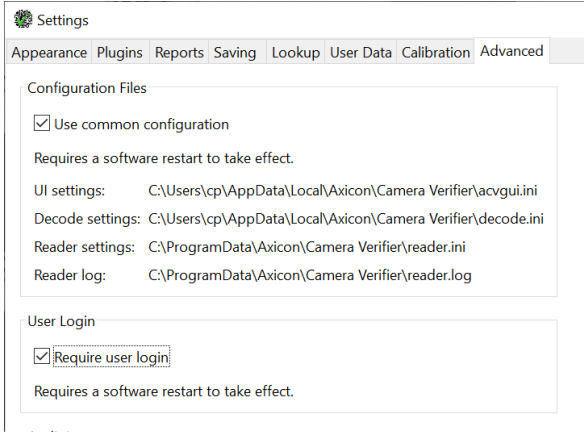 Settings
Appearance Plugins Reports Saving Lookup User Data Calibration Advanced
Configuration Files
Use common configuration
Requires a software restart to take effect.
UI settings: C:\Users\cp\AppData\Local\Axicon\Camera Verifier\acvgui.ini
Decode settings: C:\Users\cp\AppData\Local\Axicon\Camera Verifier\decode.ini
Reader settings: C:\ProgramData\Axicon\Camera Verifier\reader.ini
Reader log: C:\ProgramData\Axicon\Camera Verifier\reader.log
User Login
Require user login
Requires a software restart to take effect.